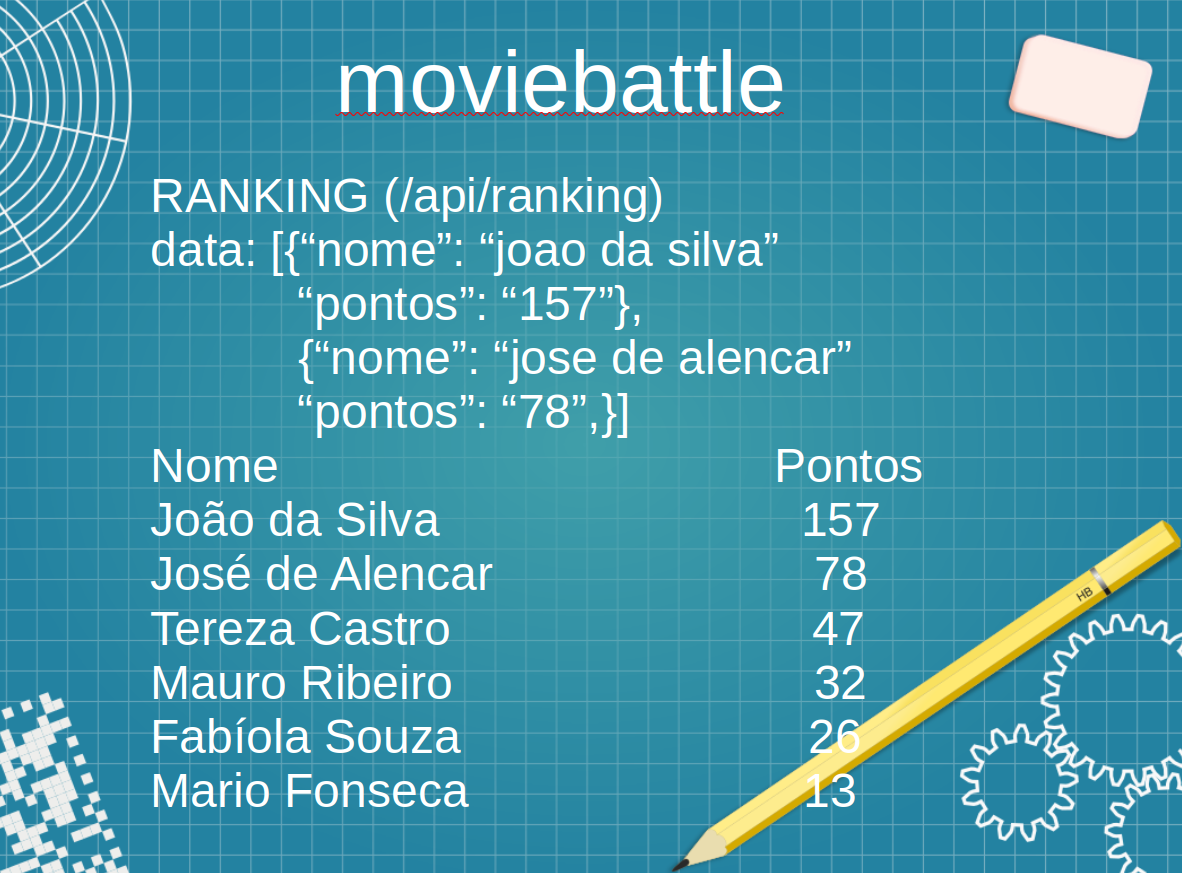 moviebattle
RANKING (/api/ranking)
data: [{“nome”: “joao da silva”
“pontos”: “157”},
{“nome”: “jose de alencar”
“pontos”: “78”,}]
Nome Pontos
João da Silva 157
José de Alencar 78
Tereza Castro 47
Mauro Ribeiro 32
Fabíola Souza 26
Mario Fonseca 13
HB